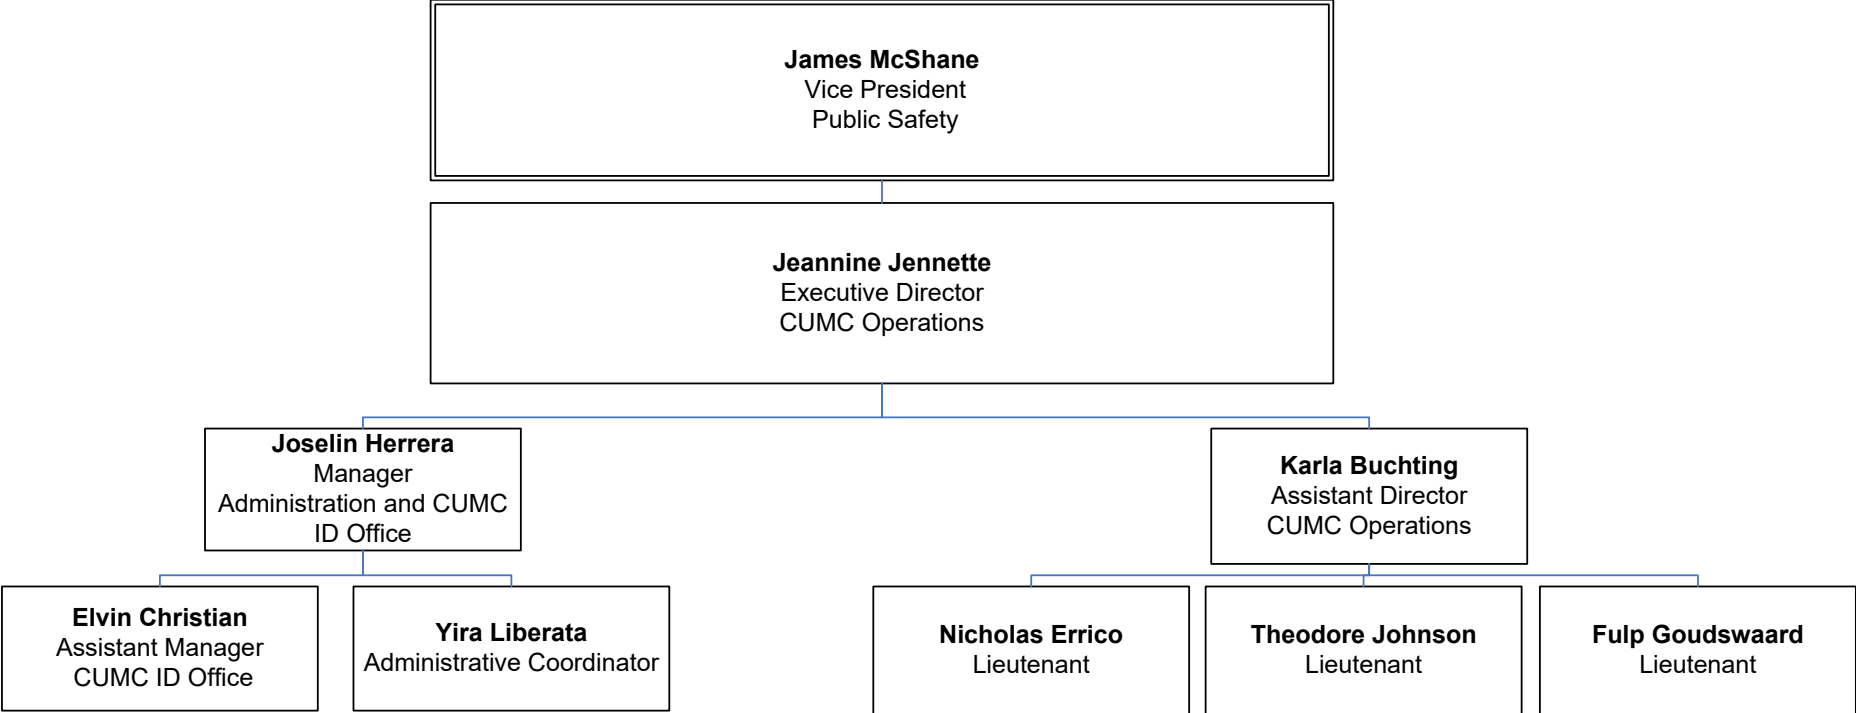 James McShane
Vice President
Public Safety
Jeannine Jennette
Executive Director
CUMC Operations
Joselin Herrera
Manager
Administration and CUMC
ID Office
Karla Buchting
Assistant Director
CUMC Operations
Elvin Christian
Assistant Manager
CUMC ID Office
Yira Liberata
Administrative Coordinator
Nicholas Errico
Lieutenant
Theodore Johnson
Lieutenant
Fulp Goudswaard
Lieutenant